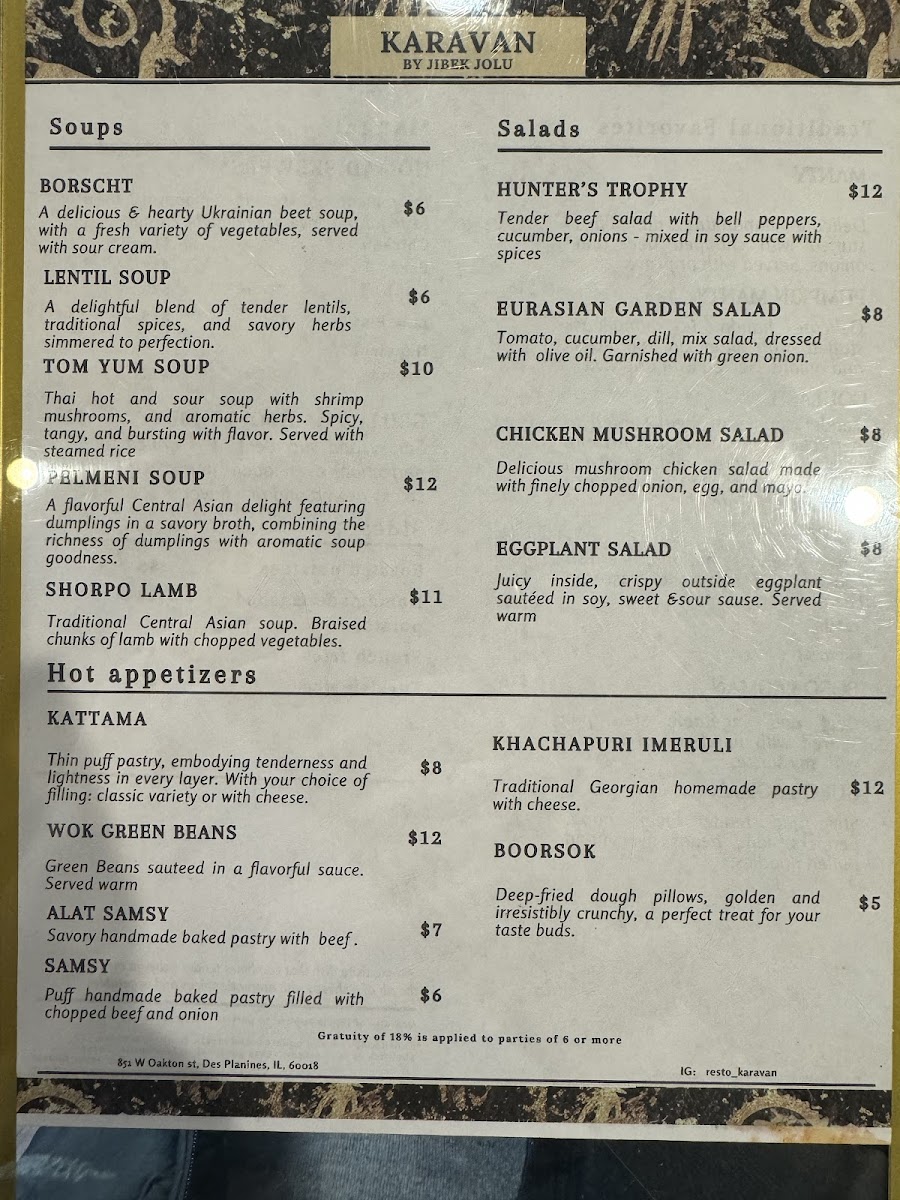 KARAVAN
BY JIBEK JOLU
Soups
BORSCHT
$6
A delicious & hearty Ukrainian beet soup,
with a fresh variety of vegetables, served
with sour cream.
LENTIL SOUP
$6
A delightful blend of tender lentils,
traditional spices, and savory herbs
simmered to perfection.
TOM YUM SOUP
$10
Thai hot and sour soup with shrimp
mushrooms, and aromatic herbs. Spicy,
tangy, and bursting with flavor. Served with
steamed rice
PELMENI SOUP
$12
A flavorful Central Asian delight featuring
dumplings in a savory broth, combining the
richness of dumplings with aromatic soup
goodness.
SHORPO LAMB
$11
Traditional Central Asian soup. Braised
chunks of lamb with chopped vegetables.
Salads
HUNTER'S TROPHY
$12
Tender beef salad with bell peppers,
cucumber, onions - mixed in soy sauce with
spices
EURASIAN GARDEN SALAD
$8
Tomato, cucumber, dill, mix salad, dressed
with olive oil. Garnished with green onion.
CHICKEN MUSHROOM SALAD
$8
Delicious mushroom chicken salad made
with finely chopped onion, egg, and mayo.
EGGPLANT SALAD
$8
Juicy inside, crispy outside eggplant
sautéed in soy, sweet &sour sause. Served
warm
Hot appetizers
KATTAMA
Thin puff pastry, embodying tenderness and
lightness in every layer. With your choice of
filling: classic variety or with cheese.
$8
WOK GREEN BEANS
$12
Green Beans sauteed in a flavorful sauce.
Served warm
ALAT SAMSY
Savory handmade baked pastry with beef.
$7
SAMSY
Puff handmade baked pastry filled with
chopped beef and onion
$6
KHACHAPURI IMERULI
Traditional Georgian homemade pastry
with cheese.
$12
BOORSOK
Deep-fried dough pillows, golden and
irresistibly crunchy, a perfect treat for your
taste buds.
$5
Gratuity of 18% is applied to parties of 6 or more
851 W Oakton st, Des Planines, IL, 60018
IG: resto_karavan